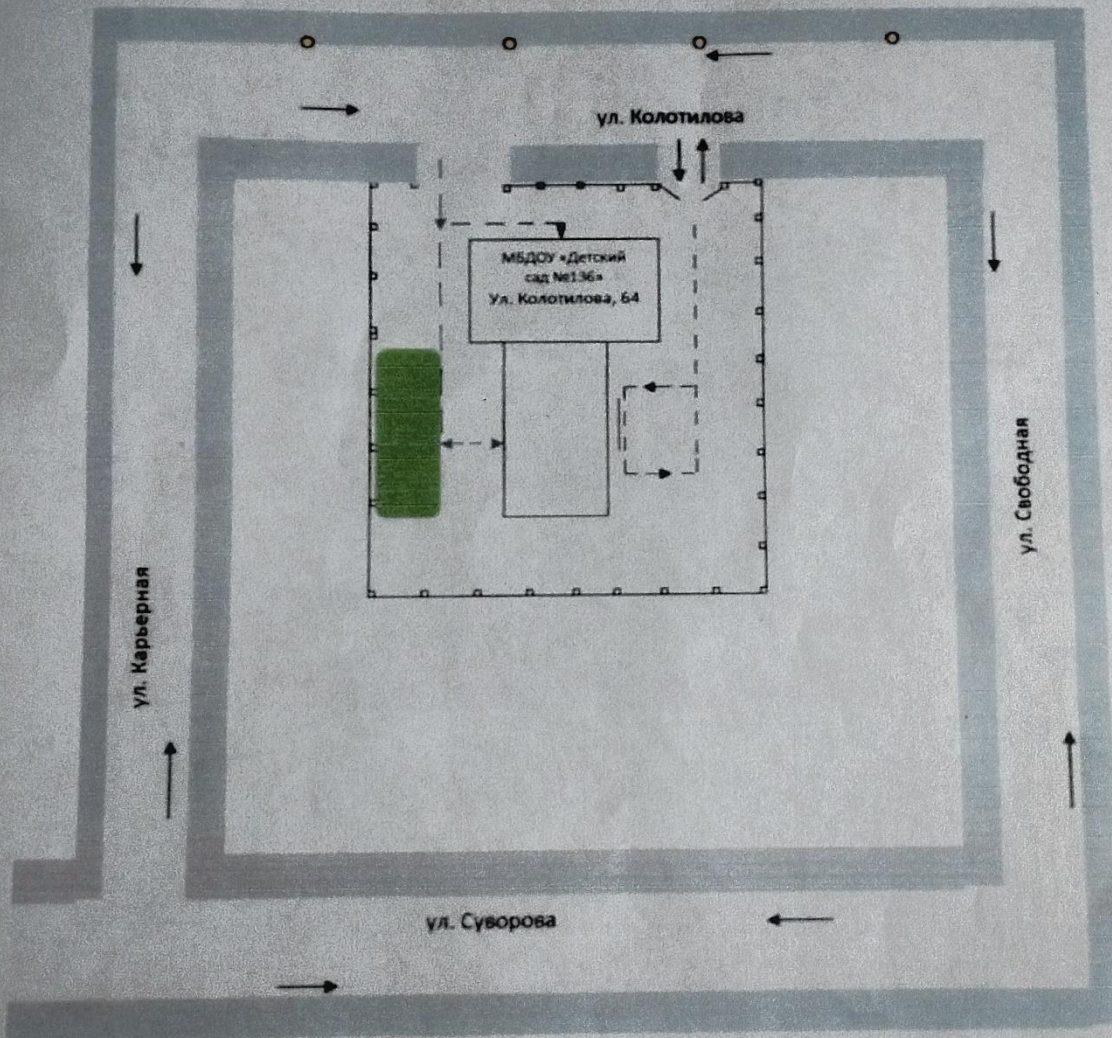 ул. Колотилова
МБДОУ «Детский
сад №136»
Ул. Колотилова, 64
ул. Свободная
ул. Карьерная
ул. Суворова